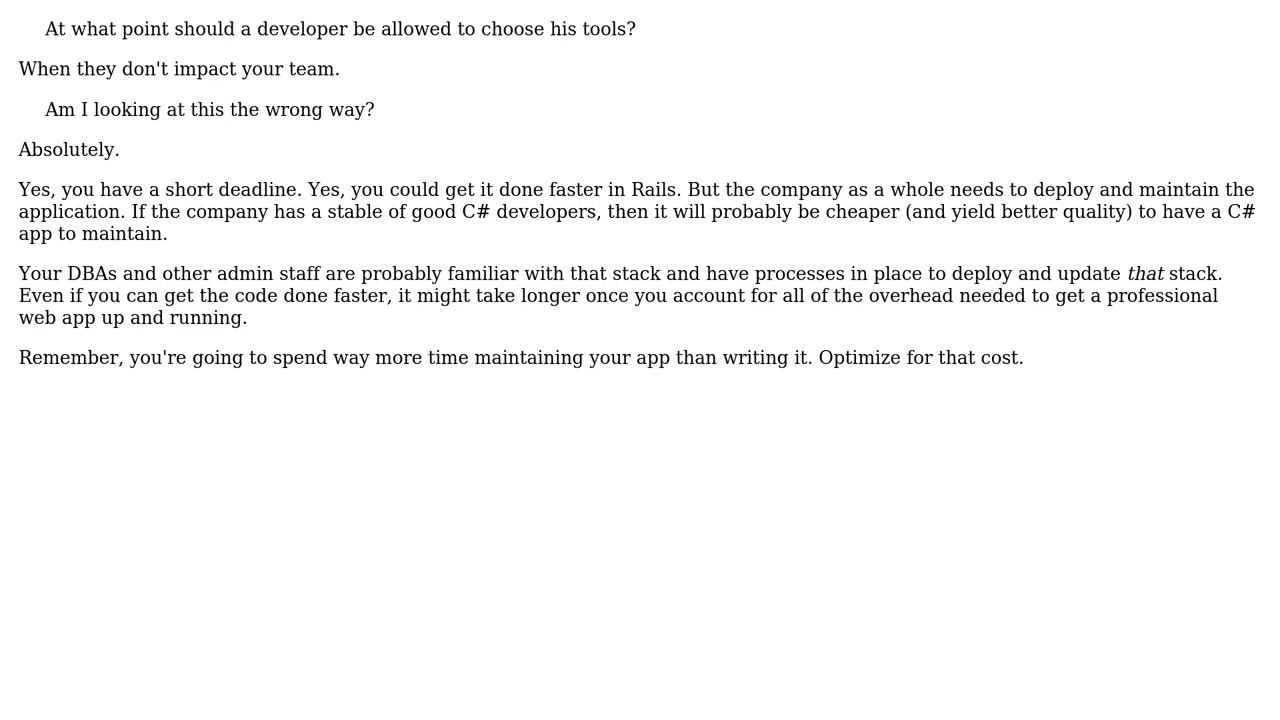 At what point should a developer be allowed to choose his tools?
When they don't impact your team.
Am I looking at this the wrong way?
Absolutely.
Yes, you have a short deadline. Yes, you could get it done faster in Rails. But the company as a whole needs to deploy and maintain the
application. If the company has a stable of good C# developers, then it will probably be cheaper (and yield better quality) to have a C#
app to maintain.
Your DBAs and other admin staff are probably familiar with that stack and have processes in place to deploy and update that stack.
Even if you can get the code done faster, it might take longer once you account for all of the overhead needed to get a professional
web app up and running.
Remember, you're going to spend way more time maintaining your app than writing it. Optimize for that cost.